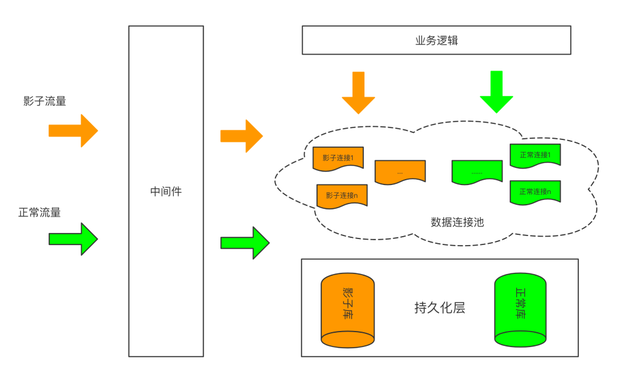 业务逻辑
影子流量
影子连接1
正常连接1
...
......
中间件
影子连接n
正常连接n
正常流量
数据连接池
影子库
持久化层
正常库